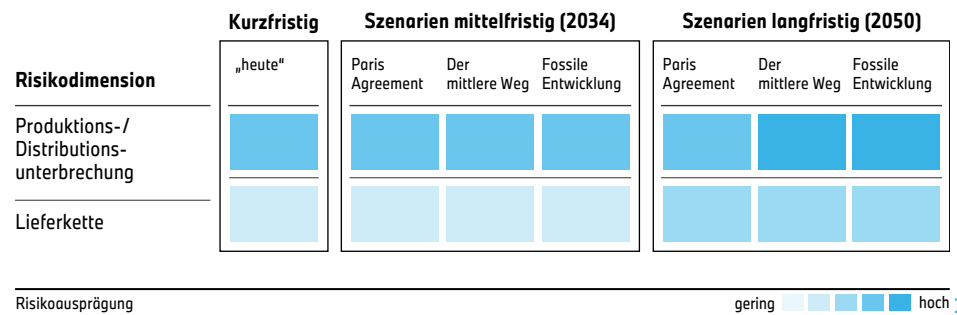 Kurzfristig
Szenarien mittelfristig (2034)
Szenarien langfristig (2050)
Risikodimension
„heute“
Paris
Agreement
Der
mittlere Weg
Fossile
Entwicklung
Paris
Agreement
Der
mittlere Weg
Fossile
Entwicklung
Produktions-/
Distributions-
unterbrechung
Lieferkette
Risikoausprägung
gering
hoch